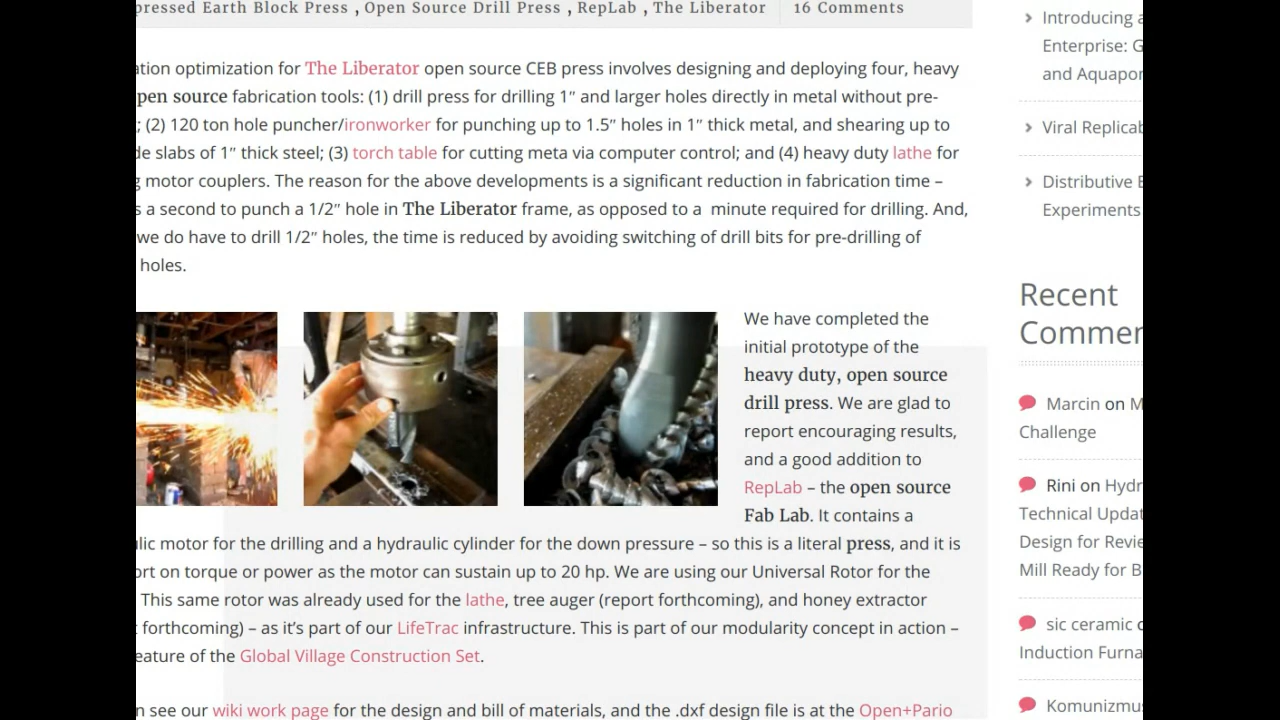 pressed Earth Block Press , Open Source Drill Press , RepLab , The Liberator 16 Comments
ation optimization for The Liberator open source CEB press involves designing and deploying four, heavy
pen source fabrication tools: (1) drill press for drilling 1″ and larger holes directly in metal without pre-
; (2) 120 ton hole puncher/ironworker for punching up to 1.5″ holes in 1″ thick metal, and shearing up to
de slabs of 1″ thick steel; (3) torch table for cutting meta via computer control; and (4) heavy duty lathe for
g motor couplers. The reason for the above developments is a significant reduction in fabrication time –
s a second to punch a 1/2″ hole in The Liberator frame, as opposed to a minute required for drilling. And,
we do have to drill 1/2″ holes, the time is reduced by avoiding switching of drill bits for pre-drilling of
holes.
We have completed the
initial prototype of the
heavy duty, open source
drill press. We are glad to
report encouraging results,
and a good addition to
RepLab – the open source
Fab Lab. It contains a
ulic motor for the drilling and a hydraulic cylinder for the down pressure – so this is a literal press, and it is
ort on torque or power as the motor can sustain up to 20 hp. We are using our Universal Rotor for the
This same rotor was already used for the lathe, tree auger (report forthcoming), and honey extractor
t forthcoming) – as it’s part of our LifeTrac infrastructure. This is part of our modularity concept in action –
eature of the Global Village Construction Set.
n see our wiki work page for the design and bill of materials, and the .dxf design file is at the Open+Pario
Introducing a
Enterprise: G
and Aquapor
Viral Replicab
Distributive E
Experiments
Recent
Commen
Marcin on M
Challenge
Rini on Hydr
Technical Updat
Design for Revie
Mill Ready for B
sic ceramic o
Induction Furna
Komunizmus